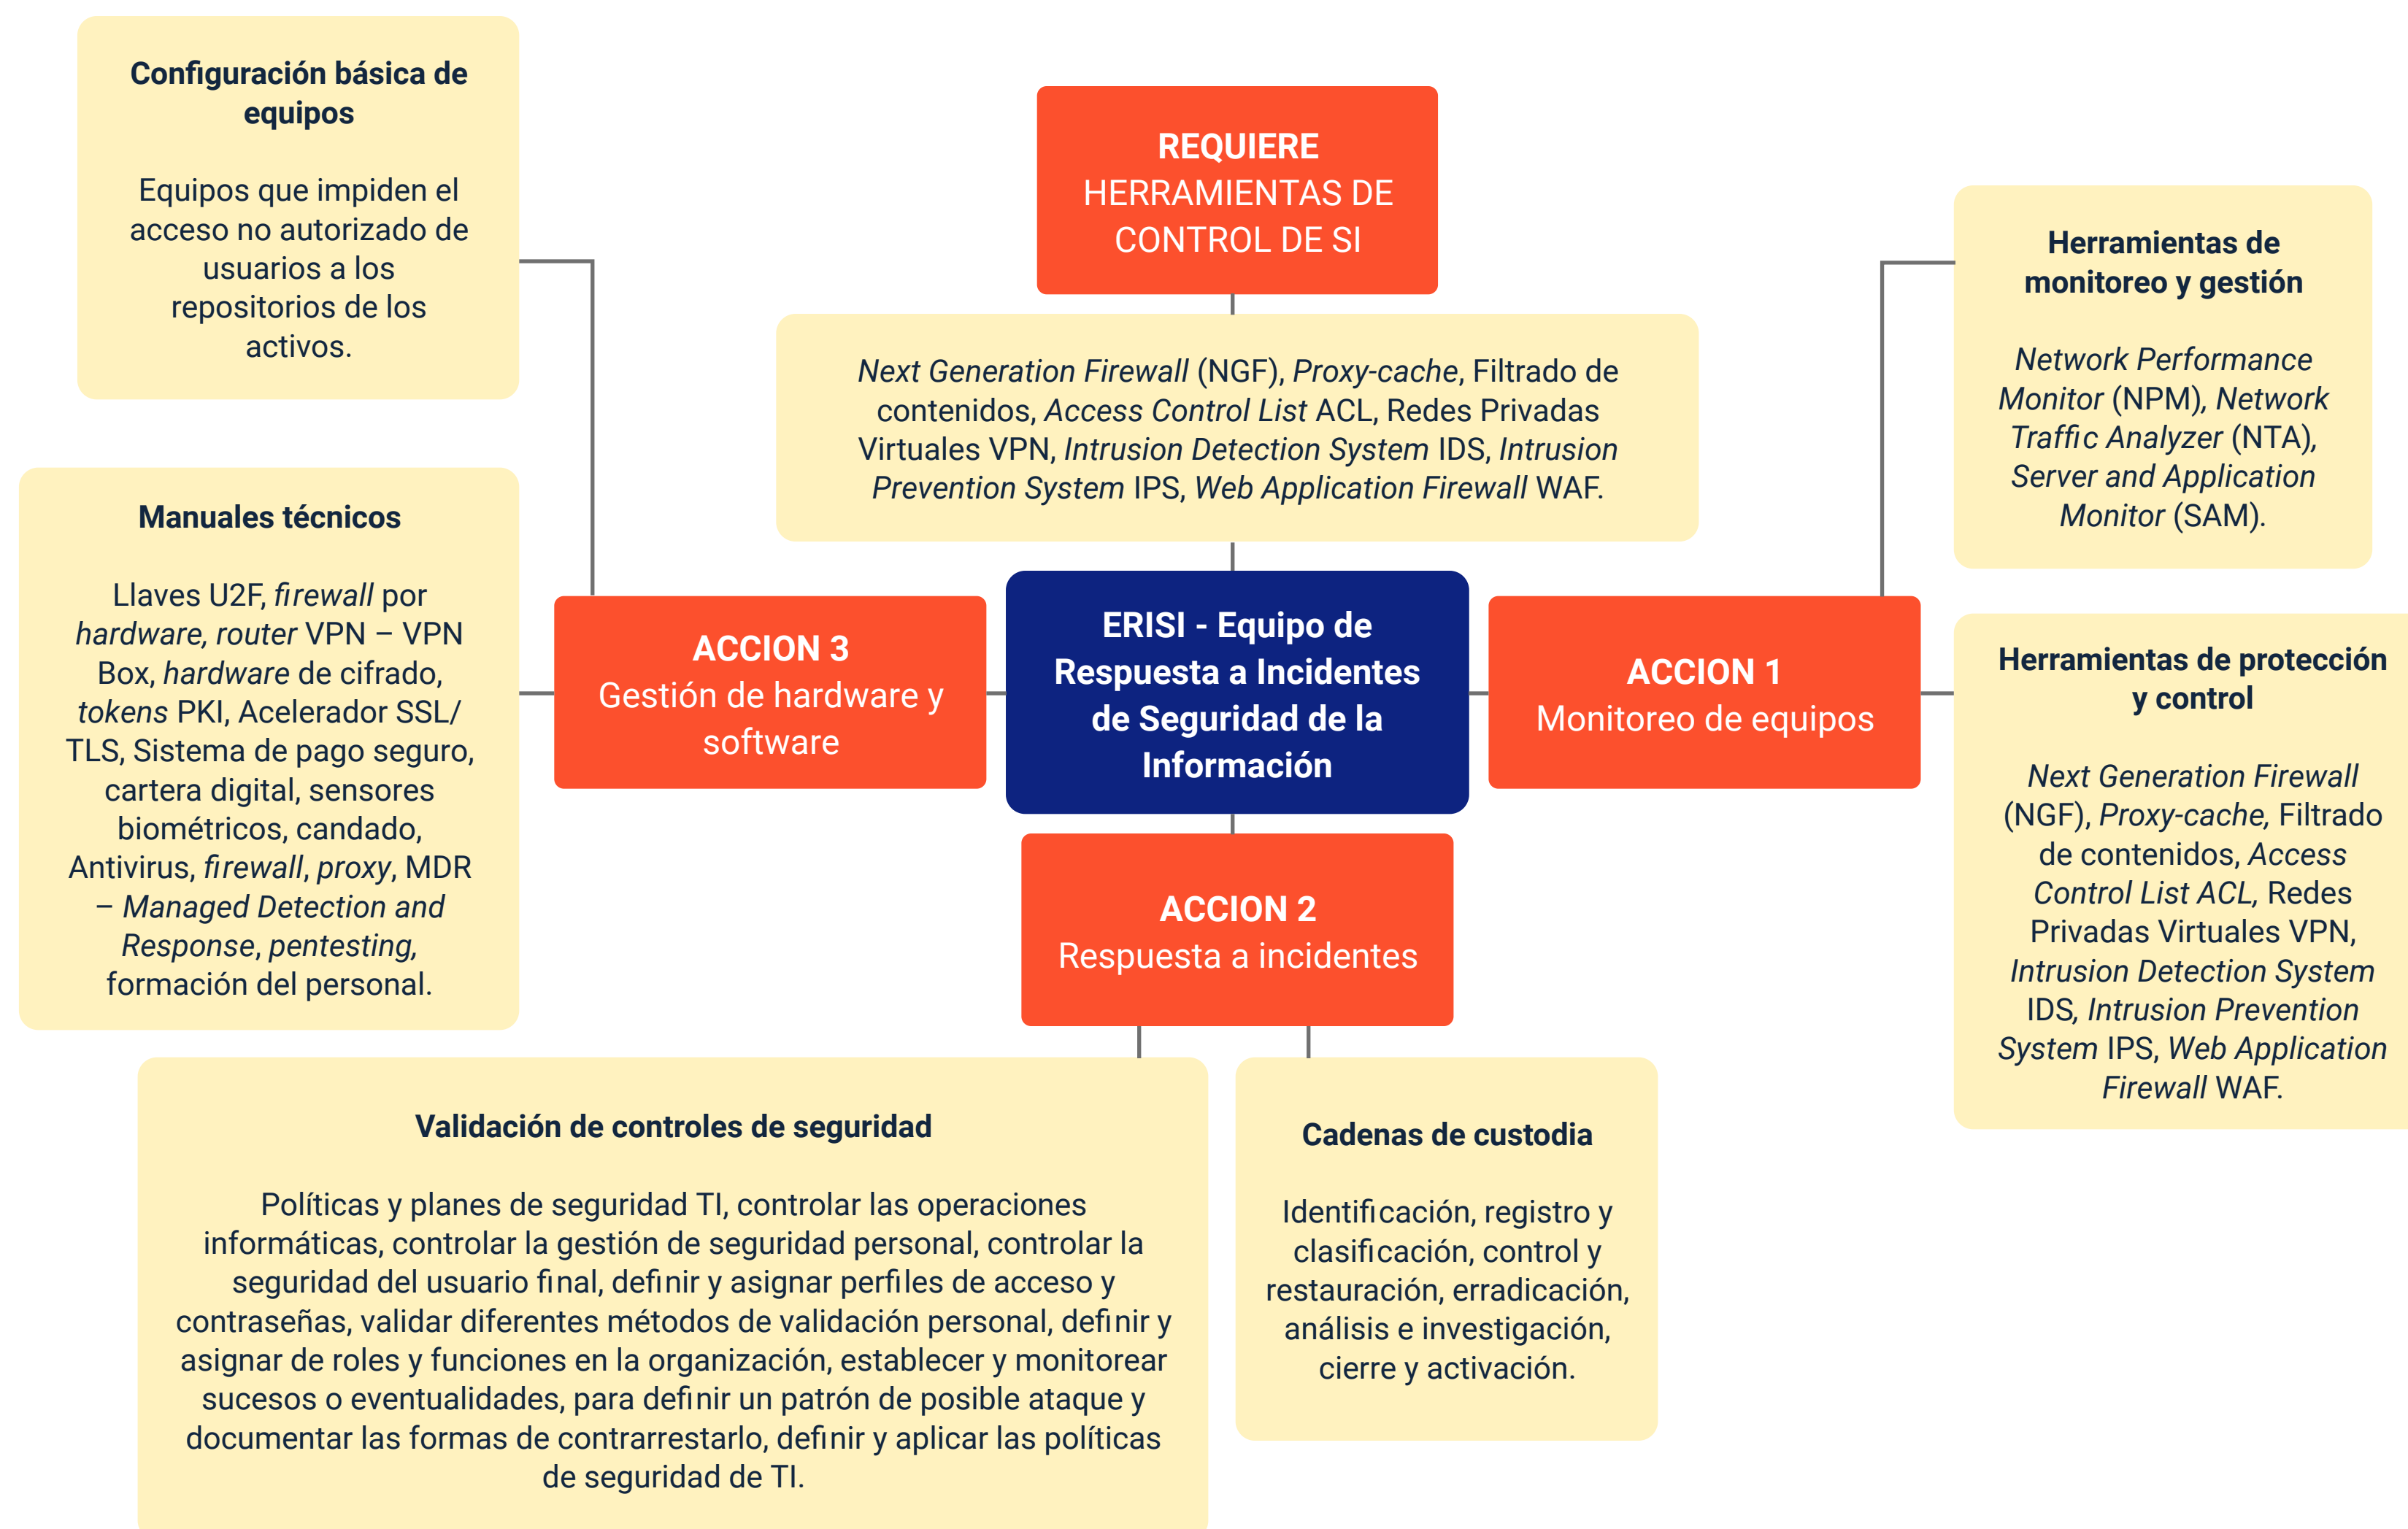 Configuración básica de
equipos
Equipos que impiden el
acceso no autorizado de
usuarios a los
repositorios de los
activos.
REQUIERE
HERRAMIENTAS DE
CONTROL DE SI
Next Generation Firewall (NGF), Proxy-cache, Filtrado de
contenidos, Access Control List ACL, Redes Privadas
Virtuales VPN, Intrusion Detection System IDS, Intrusion
Prevention System IPS, Web Application Firewall WAF.
Herramientas de
monitoreo y gestión
Network Performance
Monitor (NPM), Network
Traffic Analyzer (NTA),
Server and Application
Monitor (SAM).
Manuales técnicos
Llaves U2F, firewall por
hardware, router VPN – VPN
Box, hardware de cifrado,
tokens PKI, Acelerador SSL/
TLS, Sistema de pago seguro,
cartera digital, sensores
biométricos, candado,
Antivirus, firewall, proxy, MDR
– Managed Detection and
Response, pentesting,
formación del personal.
ACCION 3
Gestión de hardware y
software
ERISI - Equipo de
Respuesta a Incidentes
de Seguridad de la
Información
ACCION 1
Monitoreo de equipos
Herramientas de protección
y control
Next Generation Firewall
(NGF), Proxy-cache, Filtrado
de contenidos, Access
Control List ACL, Redes
Privadas Virtuales VPN,
Intrusion Detection System
IDS, Intrusion Prevention
System IPS, Web Application
Firewall WAF.
ACCION 2
Respuesta a incidentes
Validación de controles de seguridad
Políticas y planes de seguridad TI, controlar las operaciones
informáticas, controlar la gestión de seguridad personal, controlar la
seguridad del usuario final, definir y asignar perfiles de acceso y
contraseñas, validar diferentes métodos de validación personal, definir y
asignar de roles y funciones en la organización, establecer y monitorear
sucesos o eventualidades, para definir un patrón de posible ataque y
documentar las formas de contrarrestarlo, definir y aplicar las políticas
de seguridad de TI.
Cadenas de custodia
Identificación, registro y
clasificación, control y
restauración, erradicación,
análisis e investigación,
cierre y activación.